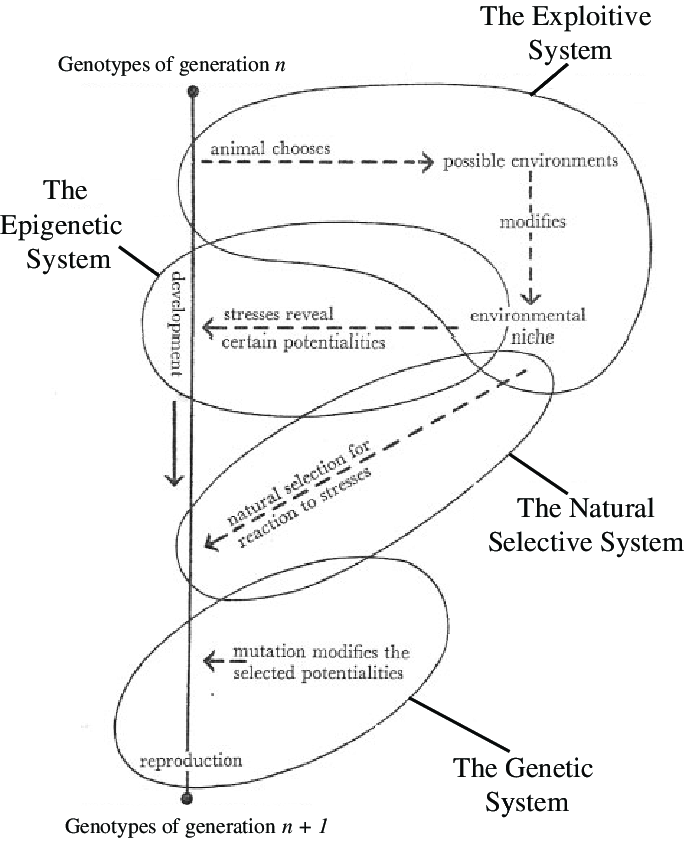 The Exploitive
System
Genotypes of generation n
animal chooses
possible environments
The
Epigenetic
System
modifies
development
stresses reveal
certain potentialities
environmental
niche
natural selection for
reaction to stresses
The Natural
Selective System
mutation modifies the
selected potentialities
reproduction
The Genetic
System
Genotypes of generation n + 1